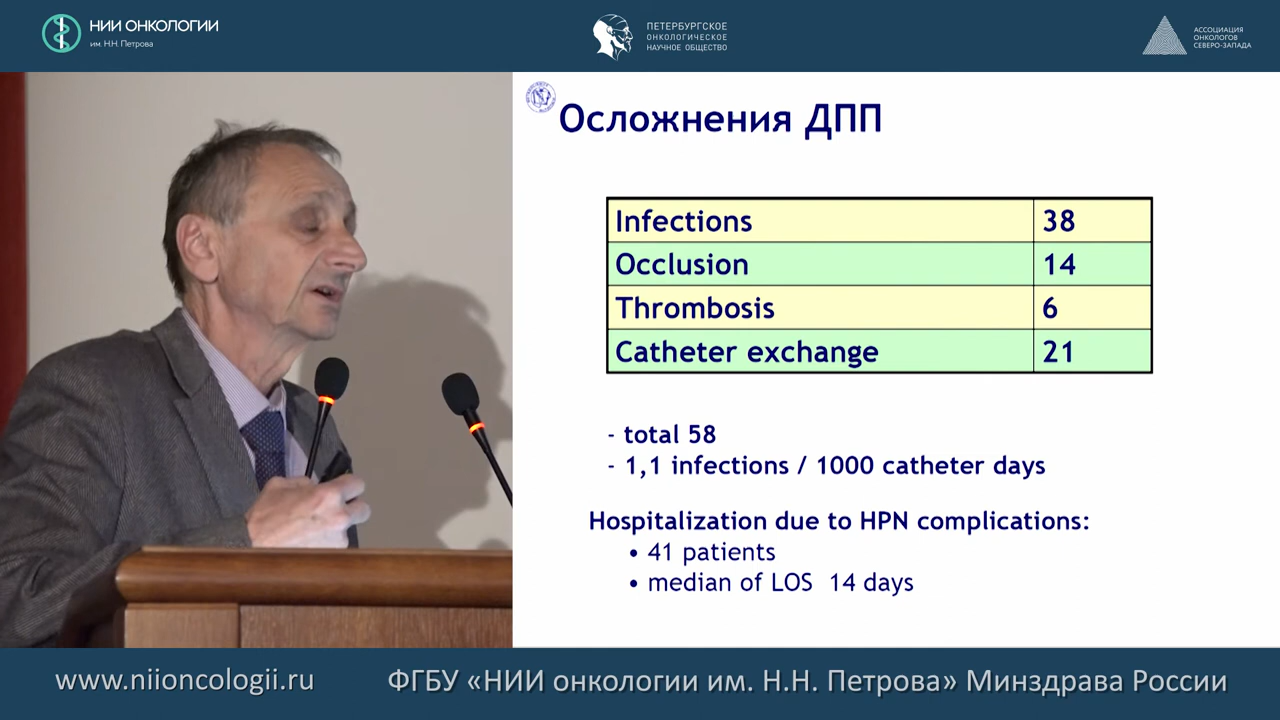 НИИ ОНКОЛОГИИ
им. Н.Н. Петрова
ПЕТЕРБУРГСКОЕ
ОНКОЛОГИЧЕСКОЕ
НАУЧНОЕ ОБЩЕСТВО
АССОЦИАЦИЯ
ОНКОЛОГОВ
СЕВЕРО-ЗАПАДА
Осложнения ДПП
Infections 38
Occlusion 14
Thrombosis 6
Catheter exchange 21
- total 58
- 1,1 infections / 1000 catheter days
Hospitalization due to HPN complications:
• 41 patients
• median of LOS 14 days
www.niioncologii.ru
ФГБУ «НИИ онкологии им. Н.Н. Петрова» Минздрава России